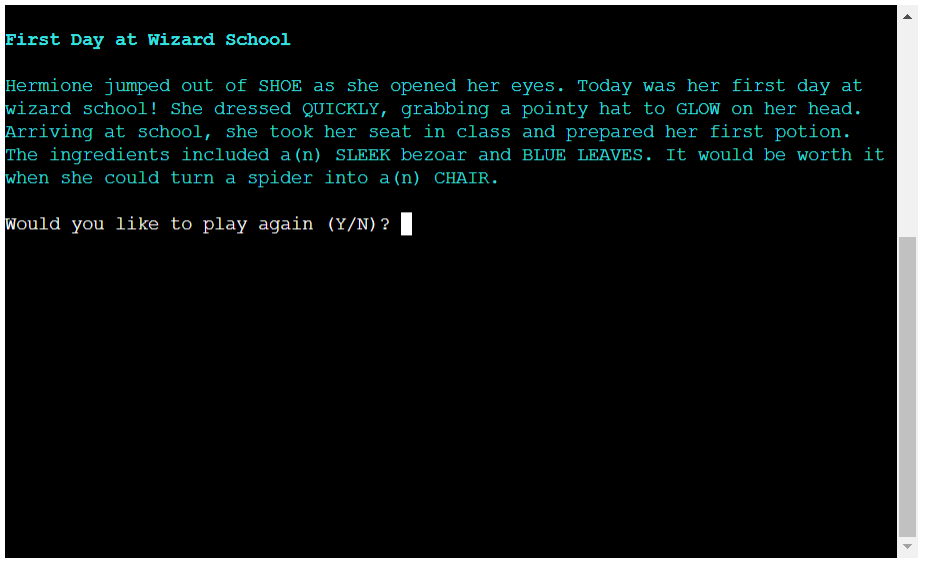 First Day at Wizard School
Hermione jumped out of SHOE as she opened her eyes. Today was her first day at
wizard school! She dressed QUICKLY, grabbing a pointy hat to GLOW on her head.
Arriving at school, she took her seat in class and prepared her first potion.
The ingredients included a(n) SLEEK bezoar and BLUE LEAVES. It would be worth it
when she could turn a spider into a(n) CHAIR.
Would you like to play again (Y/N)?